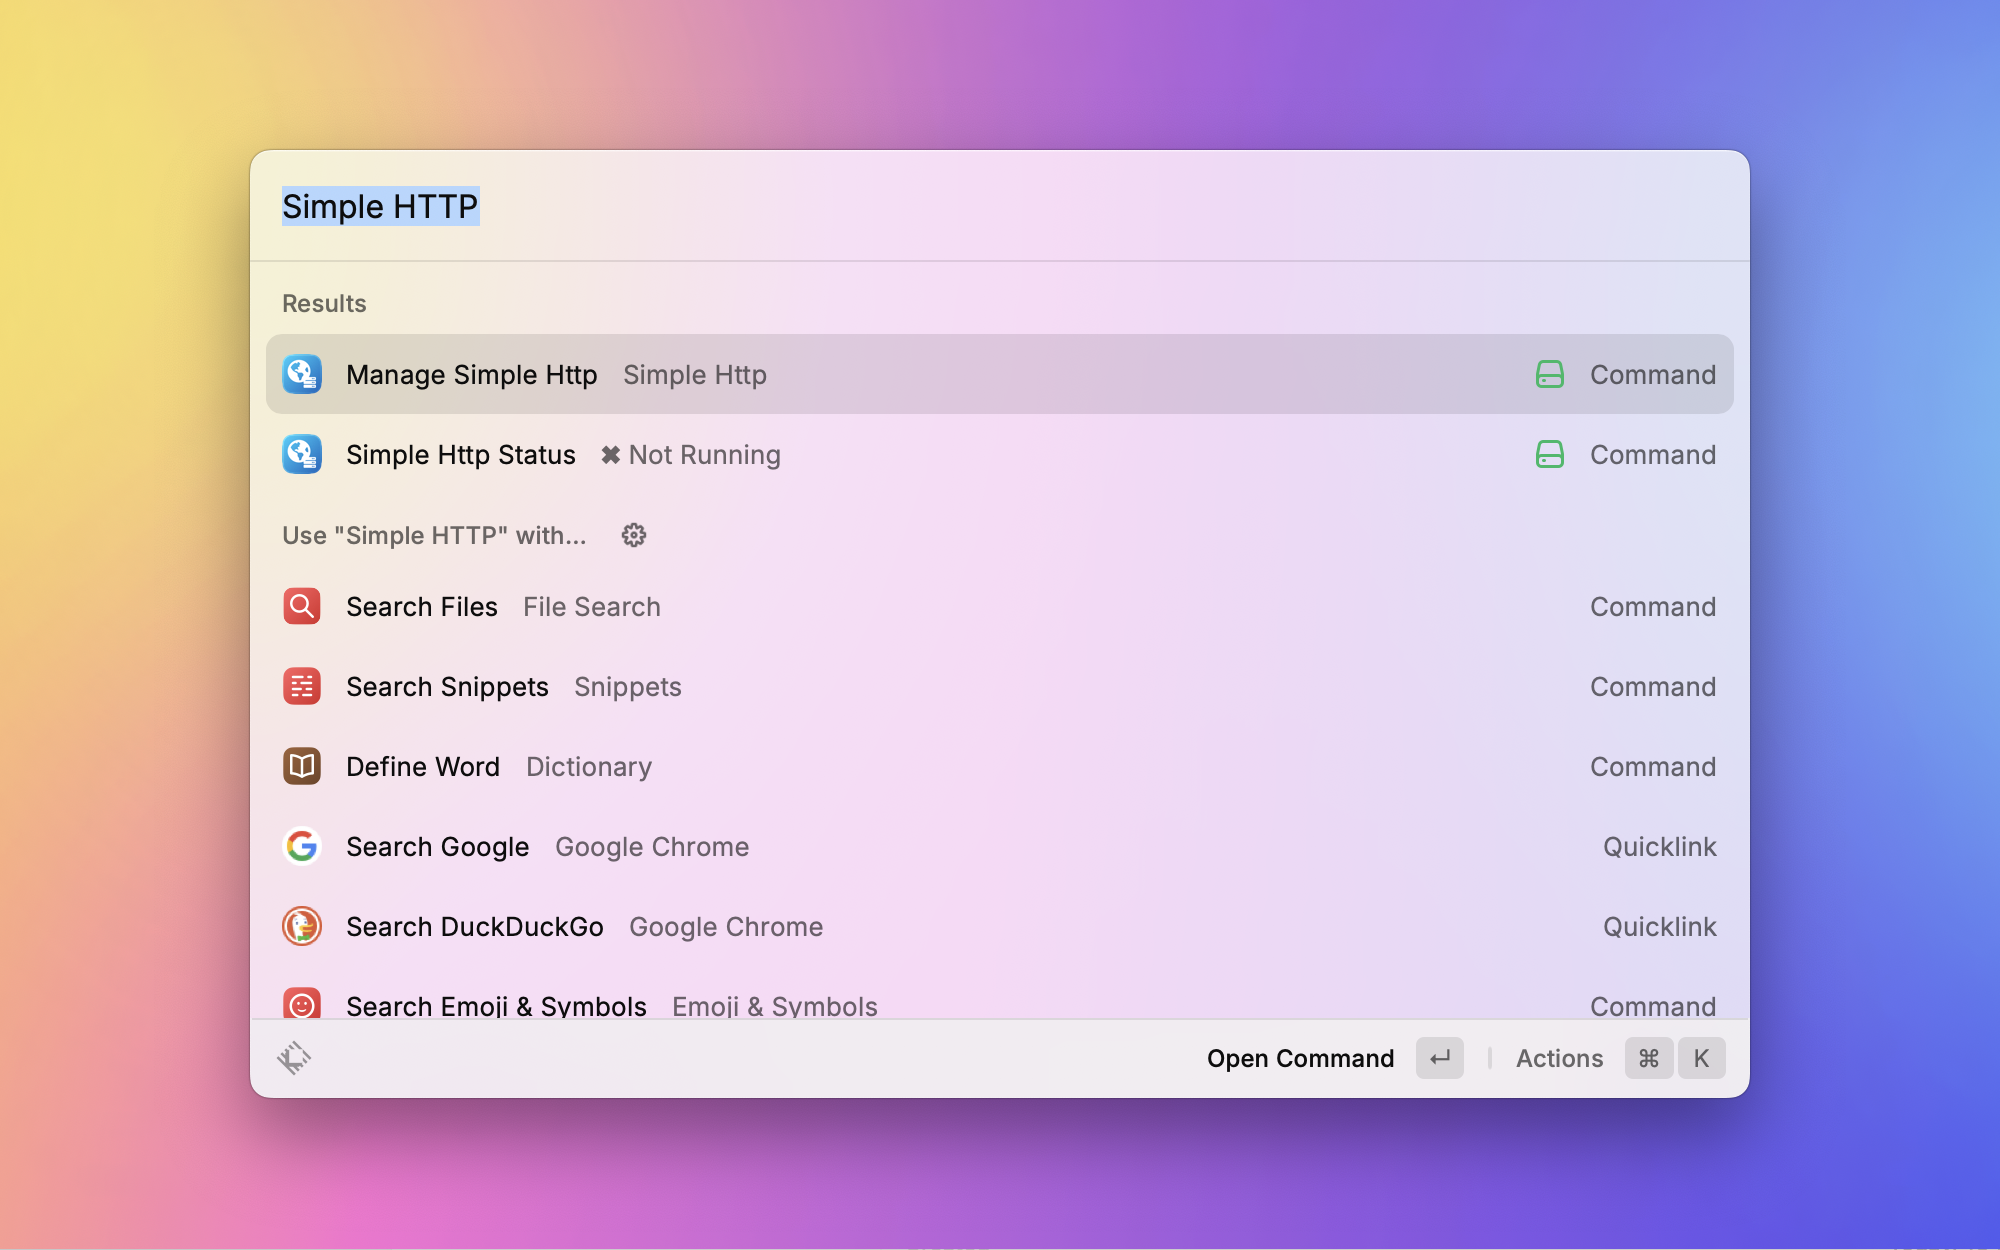 Simple HTTP
Results
Manage Simple Http Simple Http Command
Simple Http Status ✖ Not Running Command
Use "Simple HTTP" with...
Search Files File Search Command
Search Snippets Snippets Command
Define Word Dictionary Command
Search Google Google Chrome Quicklink
Search DuckDuckGo Google Chrome Quicklink
Search Emoji & Symbols Emoji & Symbols Command
Open Command ↵ Actions ⌘ K